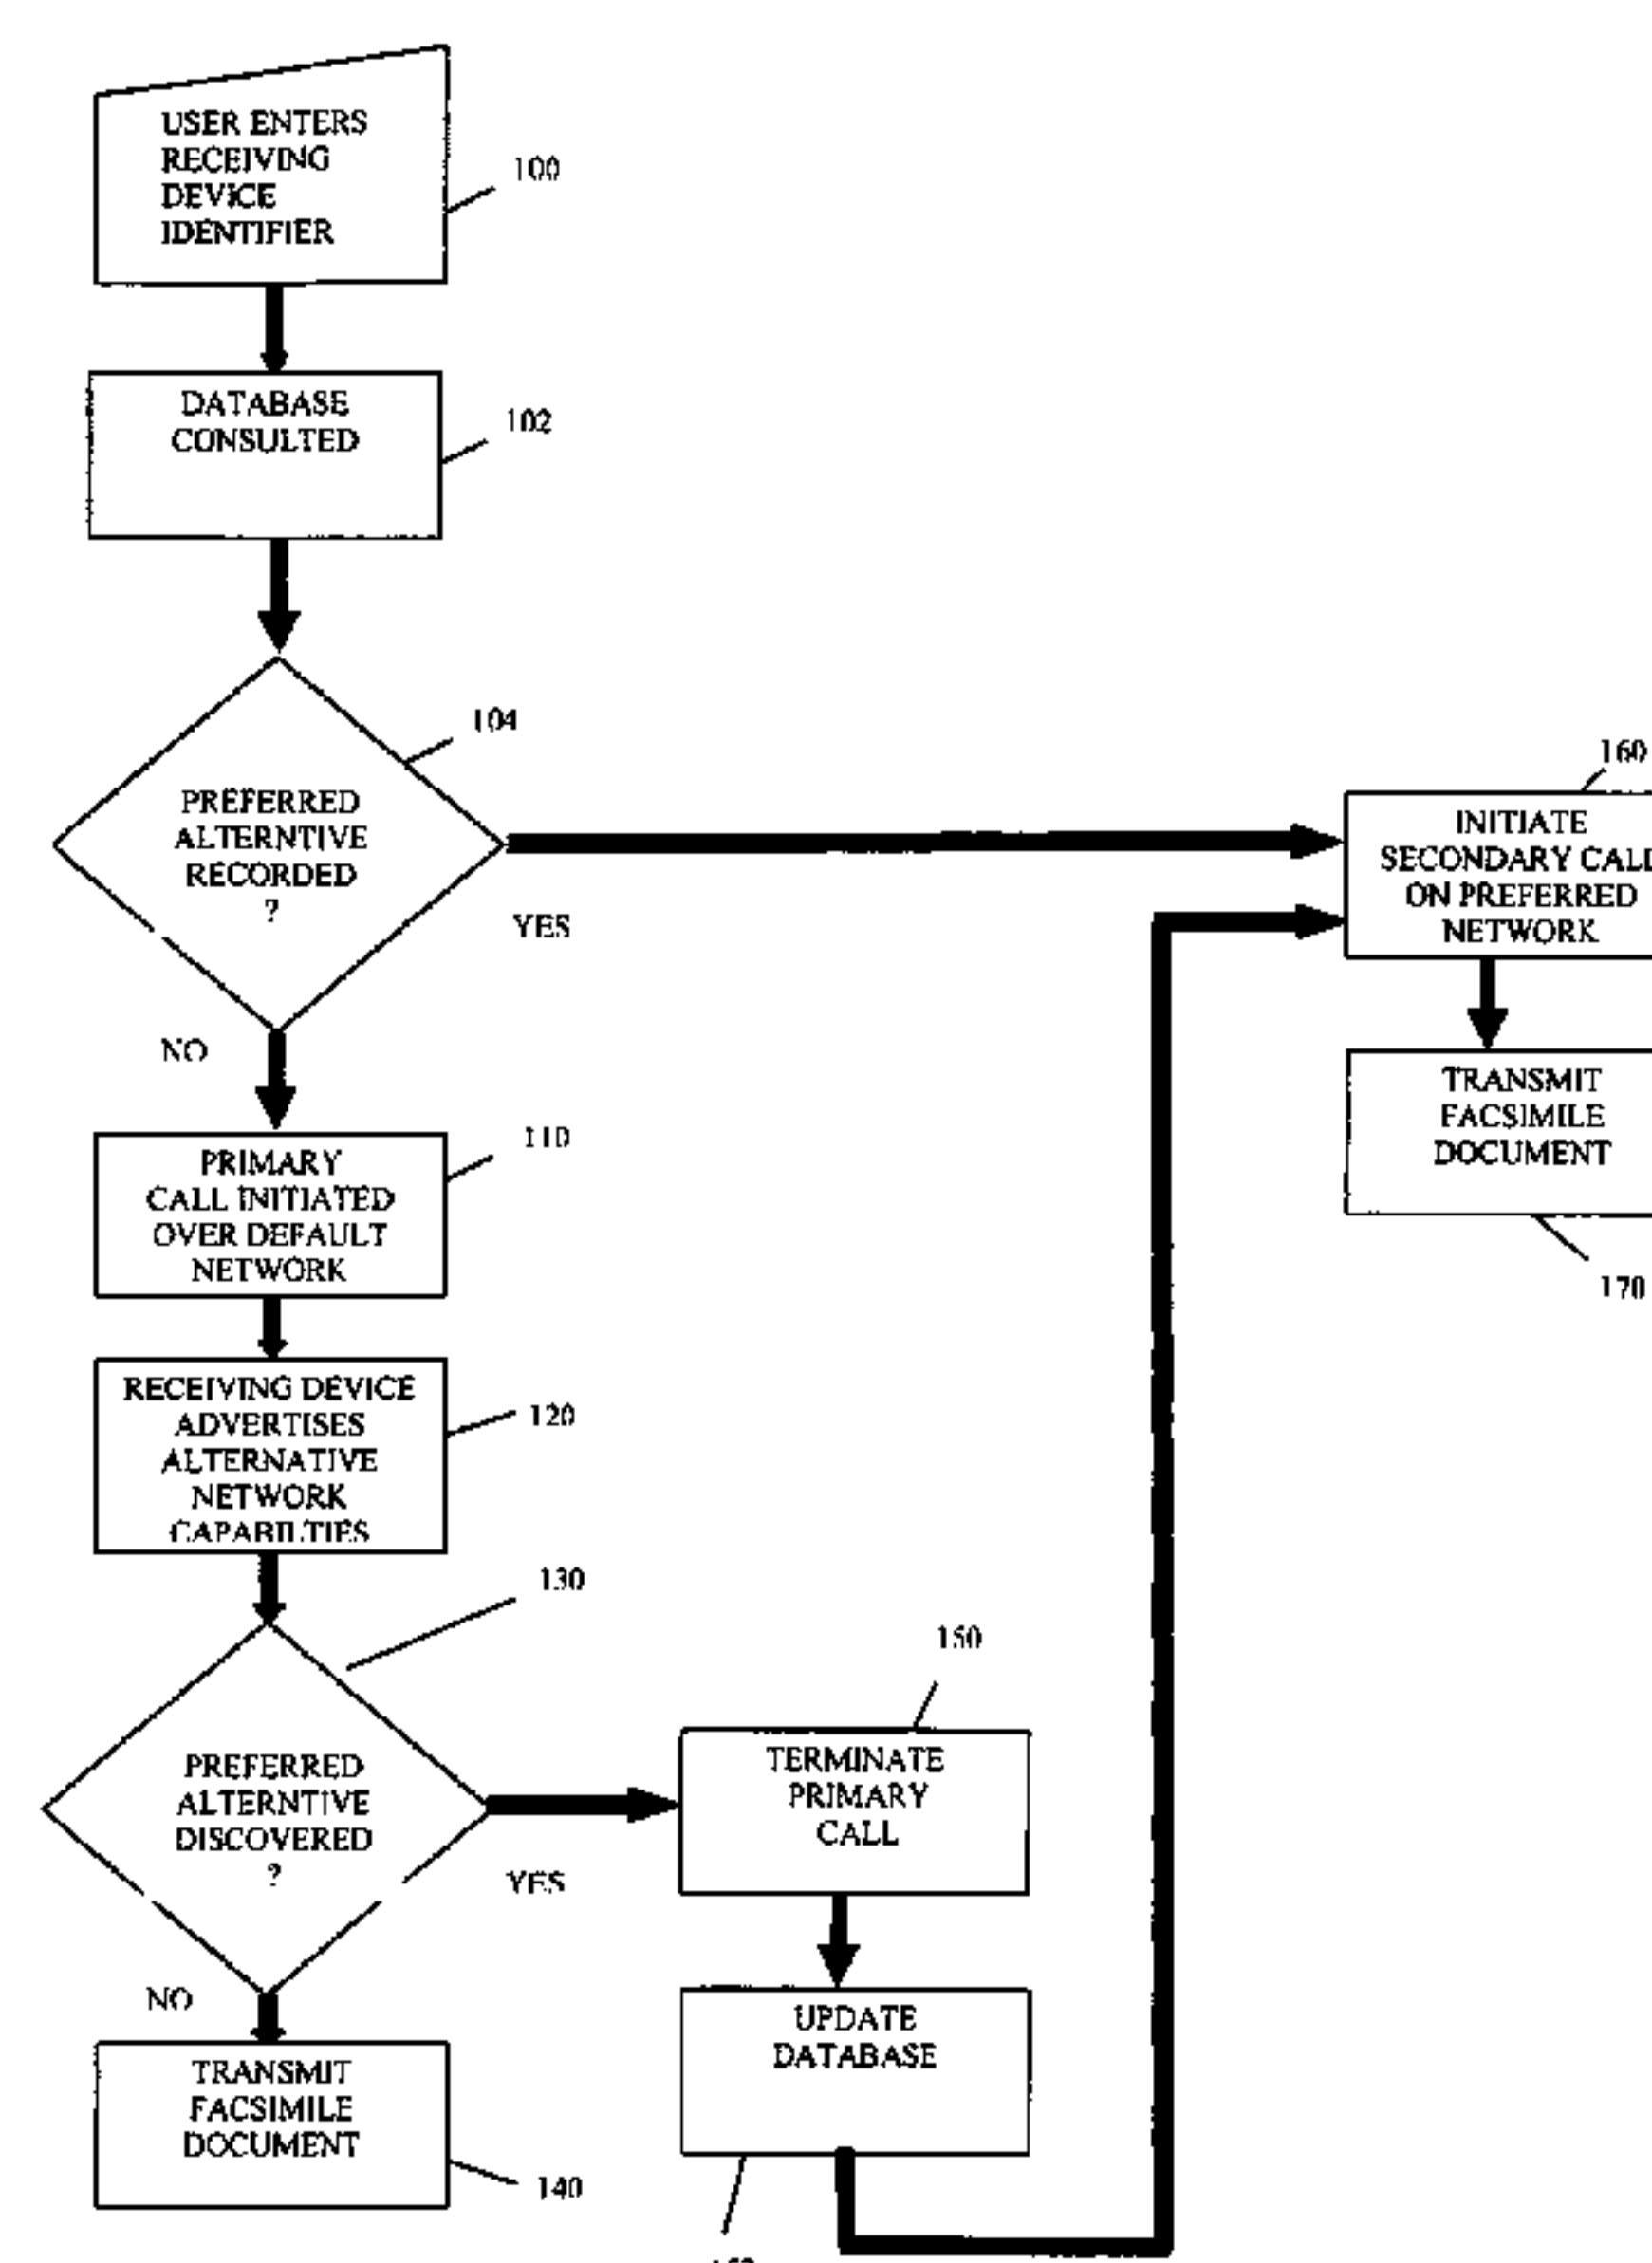 USER ENTERS
RECEIVING
DEVICE
IDENTIFIER
100
DATABASE
CONSULTED
102
104
PREFERRED
ALTERNTIVE
RECORDED
?
YES
NO
160
INITIATE
SECONDARY CALL
ON PREFERRED
NETWORK
TRANSMIT
FACSIMILE
DOCUMENT
170
110
PRIMARY
CALL INITIATED
OVER DEFAULT
NETWORK
RECEIVING DEVICE
ADVERTISES
ALTERNATIVE
NETWORK
CAPABILTIES
120
130
PREFERRED
ALTERNTIVE
DISCOVERED
?
YES
NO
150
TERMINATE
PRIMARY
CALL
UPDATE
DATABASE
TRANSMIT
FACSIMILE
DOCUMENT
140